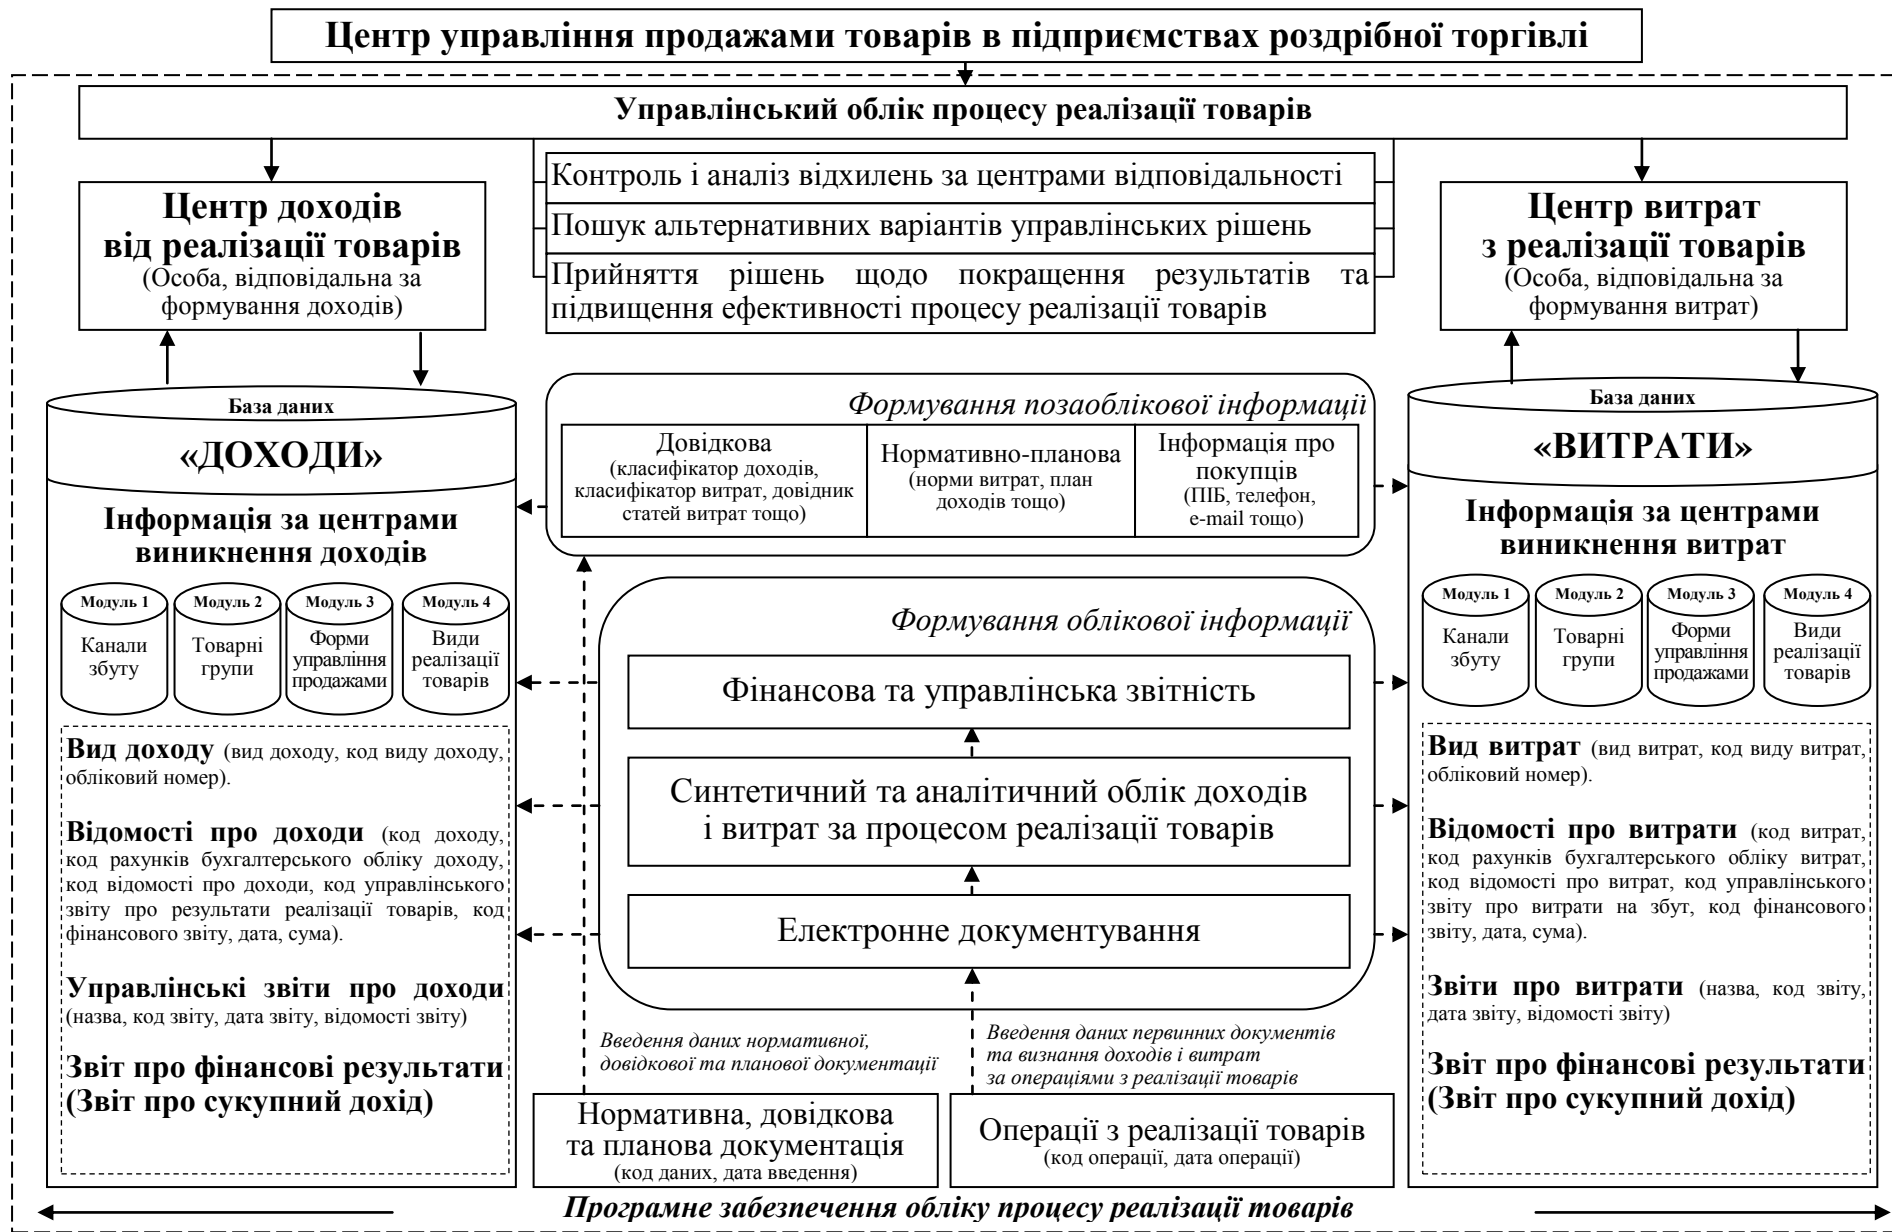 Центр управління продажами товарів в підприємствах роздрібної торгівлі
Управлінський облік процесу реалізації товарів
Центр доходів
від реалізації товарів
(Особа, відповідальна за
формування доходів)
Контроль і аналіз відхилень за центрами відповідальності
Пошук альтернативних варіантів управлінських рішень
Прийняття рішень щодо покращення результатів та
підвищення ефективності процесу реалізації товарів
Центр витрат
з реалізації товарів
(Особа, відповідальна за
формування витрат)
База даних
«ДОХОДИ»
Інформація за центрами
виникнення доходів
Модуль 1
Канали
збуту
Модуль 2
Товарні
групи
Модуль 3
Форми
управління
продажами
Модуль 4
Види
реалізації
товарів
Вид доходу (вид доходу, код виду доходу,
обліковий номер).
Відомості про доходи (код доходу,
код рахунків бухгалтерського обліку доходу,
код відомості про доходи, код управлінського
звіту про результати реалізації товарів, код
фінансового звіту, дата, сума).
Управлінські звіти про доходи
(назва, код звіту, дата звіту, відомості звіту)
Звіт про фінансові результати
(Звіт про сукупний дохід)
Формування позаоблікової інформації
Довідкова
(класифікатор доходів,
класифікатор витрат, довідник
статей витрат тощо)
Нормативно-планова
(норми витрат, план
доходів тощо)
Інформація про
покупців
(ПІБ, телефон,
e-mail тощо)
Формування облікової інформації
Фінансова та управлінська звітність
Синтетичний та аналітичний облік доходів
і витрат за процесом реалізації товарів
Електронне документування
Введення даних нормативної,
довідкової та планової документації
Введення даних первинних документів
та визнання доходів і витрат
за операціями з реалізації товарів
Нормативна, довідкова
та планова документація
(код даних, дата введення)
Операції з реалізації товарів
(код операції, дата операції)
База даних
«ВИТРАТИ»
Інформація за центрами
виникнення витрат
Модуль 1
Канали
збуту
Модуль 2
Товарні
групи
Модуль 3
Форми
управління
продажами
Модуль 4
Види
реалізації
товарів
Вид витрат (вид витрат, код виду витрат,
обліковий номер).
Відомості про витрати (код витрат,
код рахунків бухгалтерського обліку витрат,
код відомості про витрат, код управлінського
звіту про витрати на збут, код фінансового
звіту, дата, сума).
Звіти про витрати (назва, код звіту,
дата звіту, відомості звіту)
Звіт про фінансові результати
(Звіт про сукупний дохід)
Програмне забезпечення обліку процесу реалізації товарів